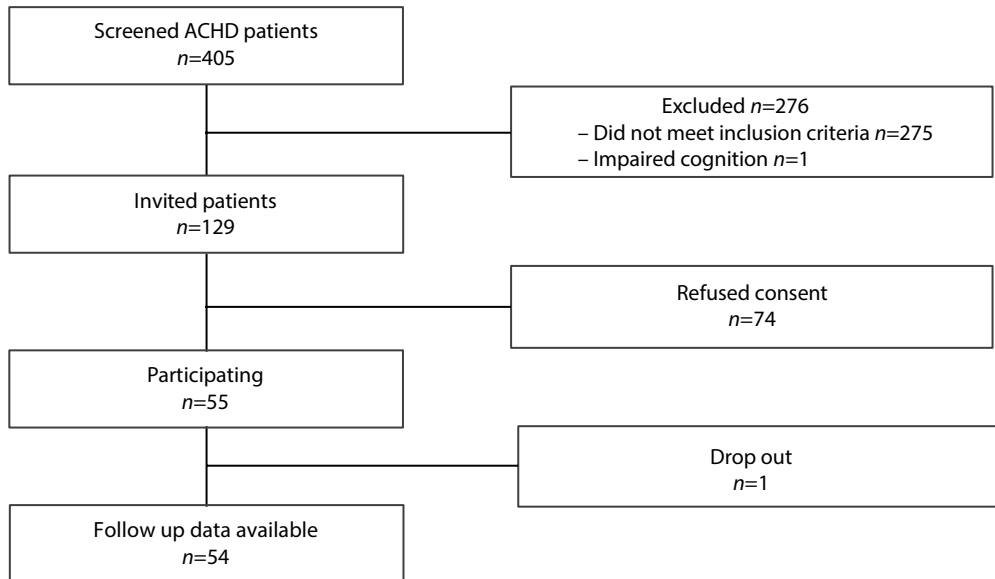 Screened ACHD patients
n=405
Excluded n=276
– Did not meet inclusion criteria n=275
– Impaired cognition n=1
Invited patients
n=129
Refused consent
n=74
Participating
n=55
Drop out
n=1
Follow up data available
n=54